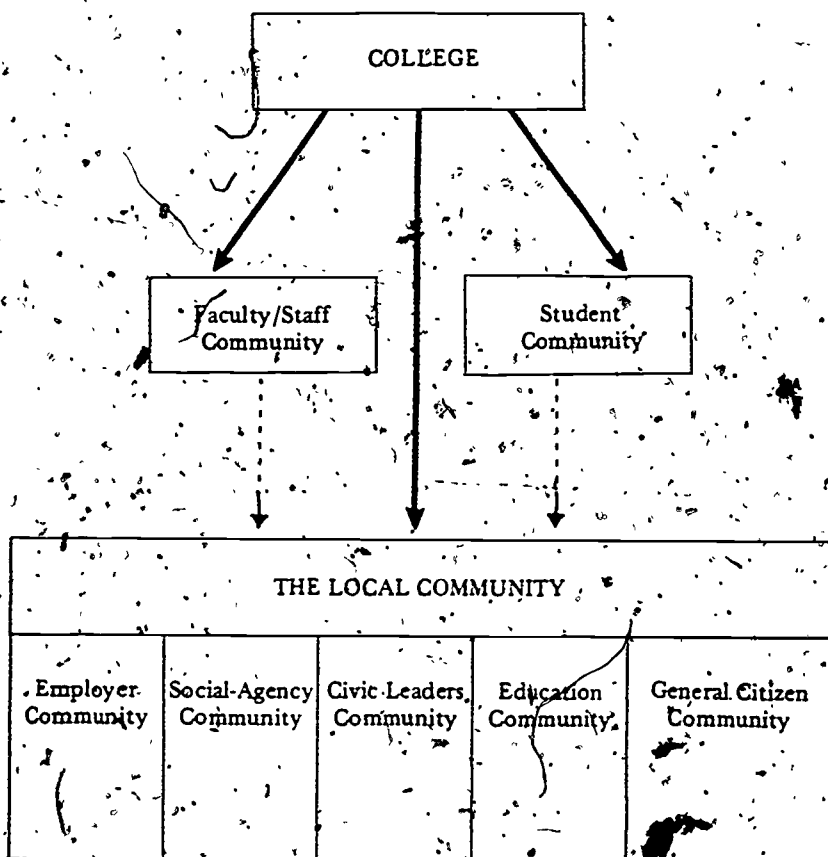 COLLEGE
Faculty/Staff
Community
Student
Community
THE LOCAL COMMUNITY
Employer
Community
Social-Agency
Community
Civic Leaders
Community
Education
Community
General Citizen
Community